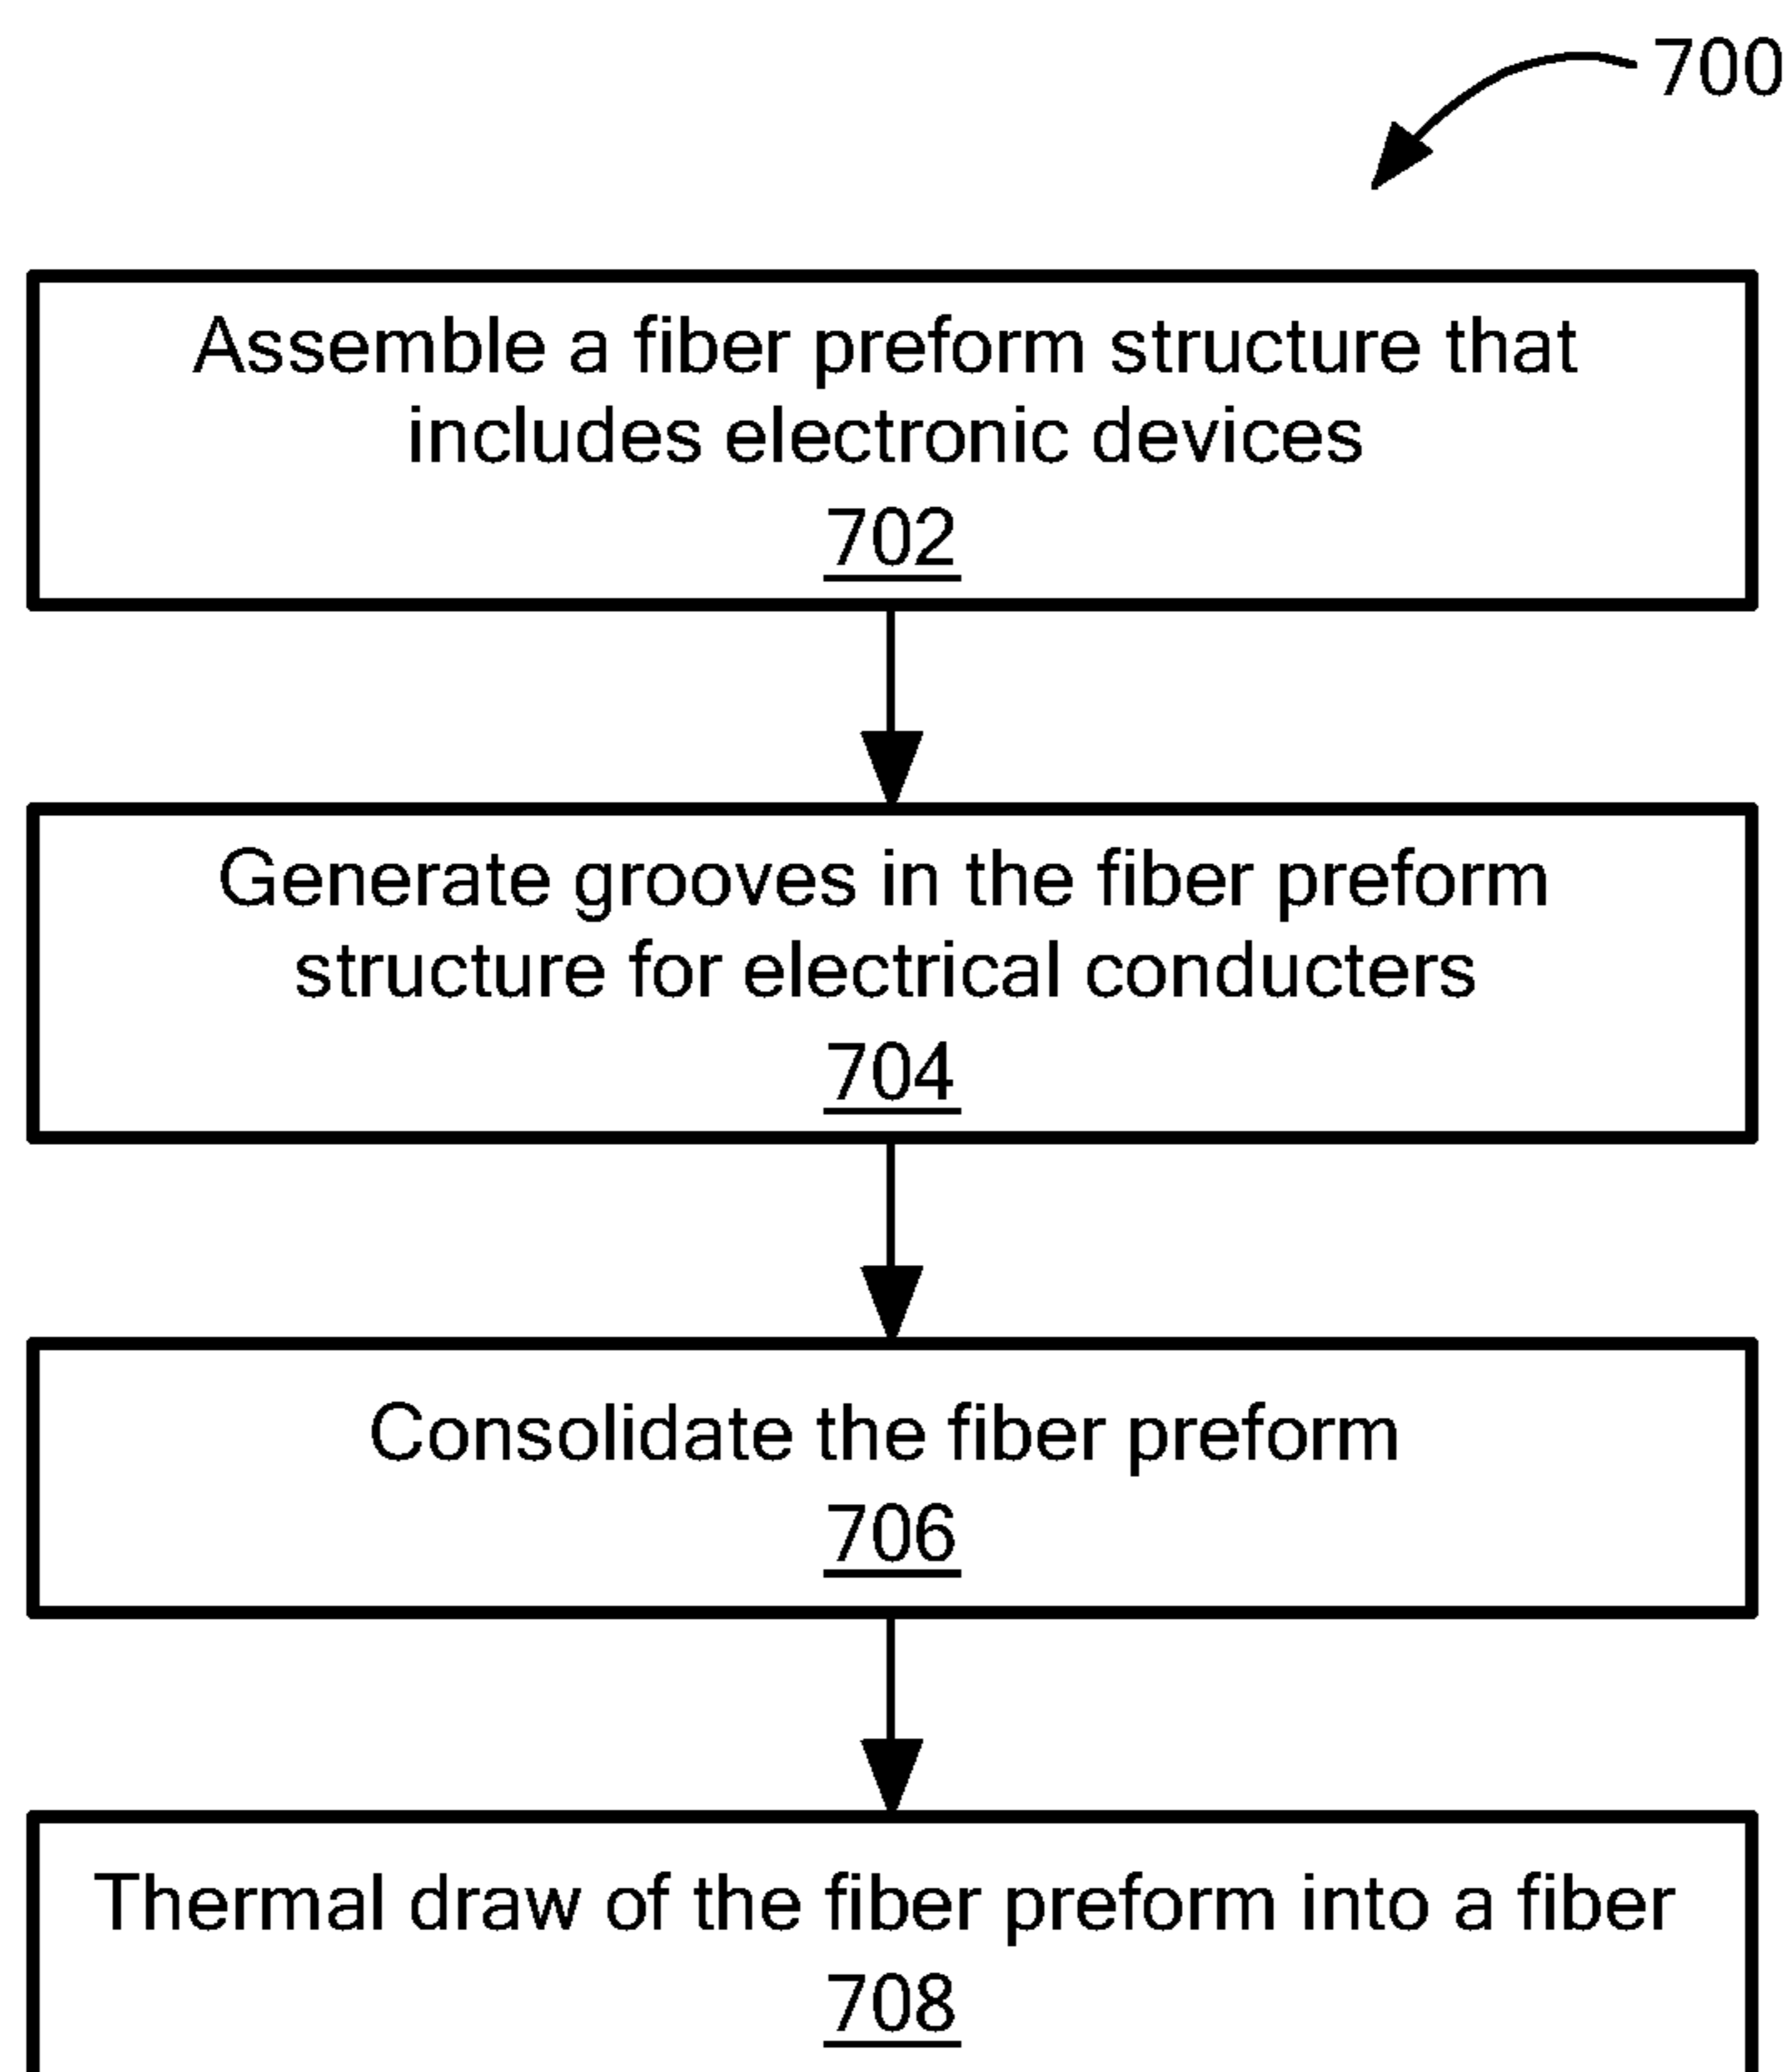 700
Assemble a fiber preform structure that
includes electronic devices
702
Generate grooves in the fiber preform
structure for electrical conducters
704
Consolidate the fiber preform
706
Thermal draw of the fiber preform into a fiber
708